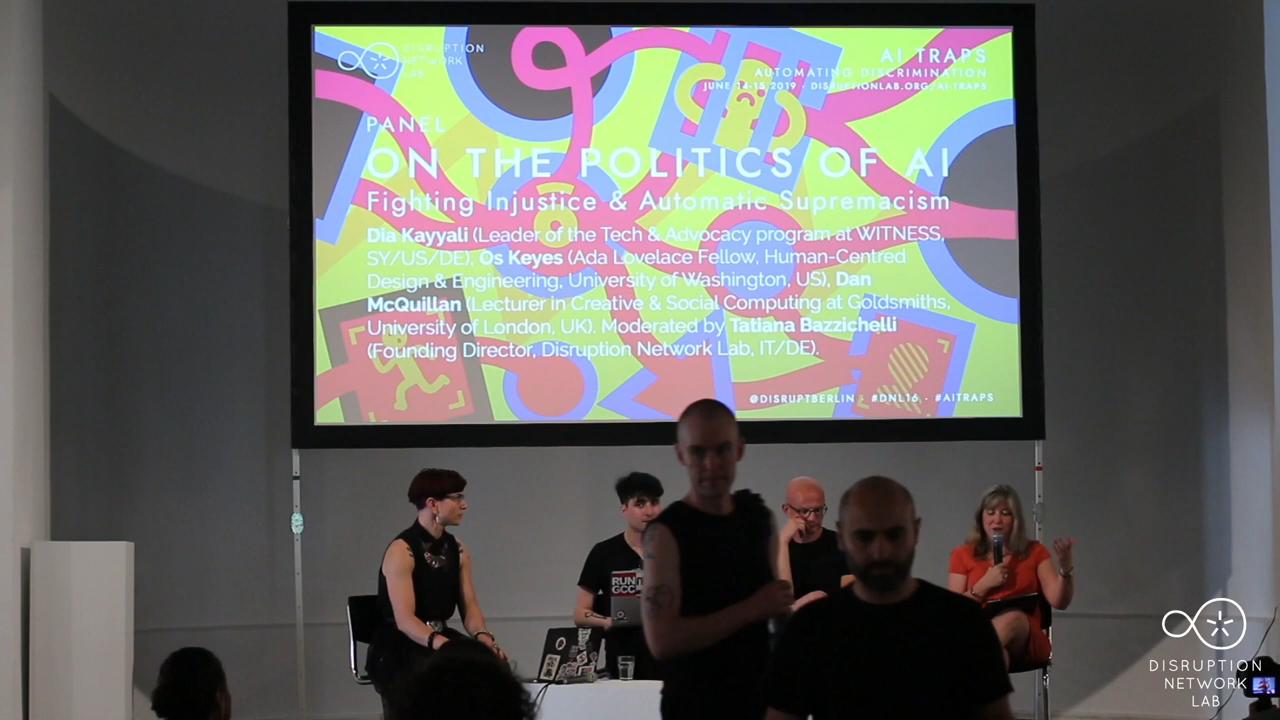 DISRUPTION
NETWORK
LAB
AI TRAPS
AUTOMATING DISCRIMINATION
JUNE 14-15 2019 · DISRUPTIONLAB.ORG/AI-TRAPS
PANEL
ON THE POLITICS OF AI
Fighting Injustice & Automatic Supremacism
Dia Kayyali (Leader of the Tech & Advocacy program at WITNESS,
SY/US/DE), Os Keyes (Ada Lovelace Fellow, Human-Centred
Design & Engineering, University of Washington, US), Dan
McQuillan (Lecturer in Creative & Social Computing at Goldsmiths,
University of London, UK). Moderated by Tatiana Bazzichelli
(Founding Director, Disruption Network Lab, IT/DE).
@DISRUPTBERLIN · #DNL16 · #AITRAPS
RUN
GCC
DISRUPTION
NETWORK
LAB